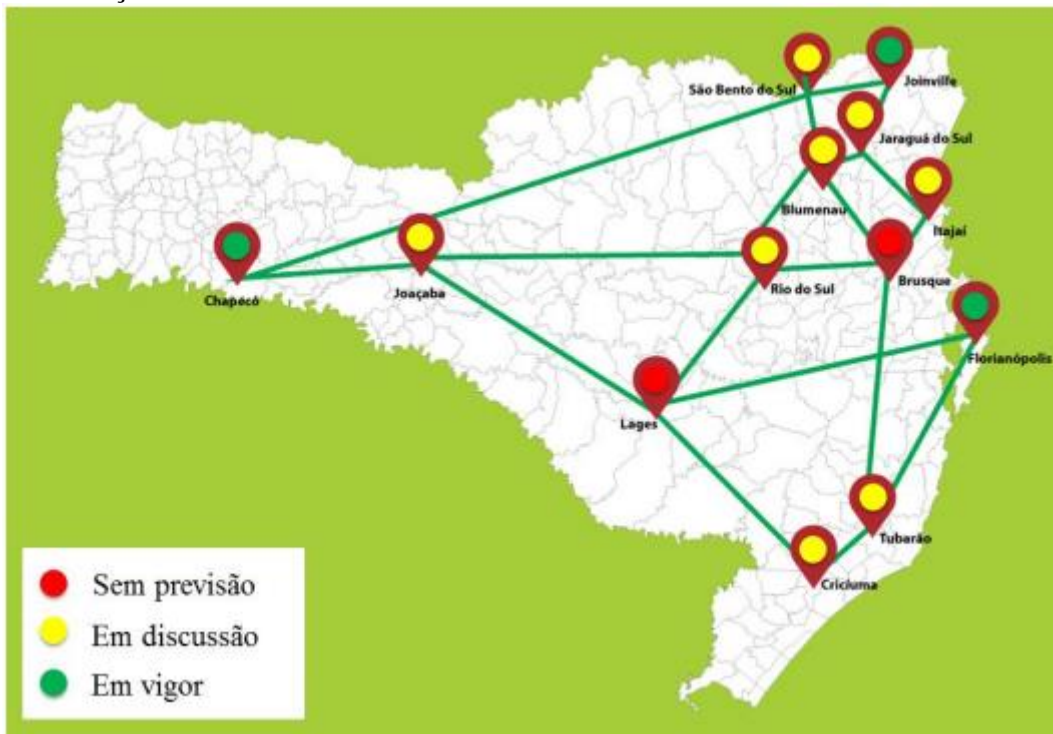 São Bento do Sul
Joinville
Jaraguá do Sul
Blumenau
Itajaí
Chapecó
Joaçaba
Rio do Sul
Brusque
Florianópolis
Lages
Tubarão
Criciuma
Sem previsão
Em discussão
Em vigor